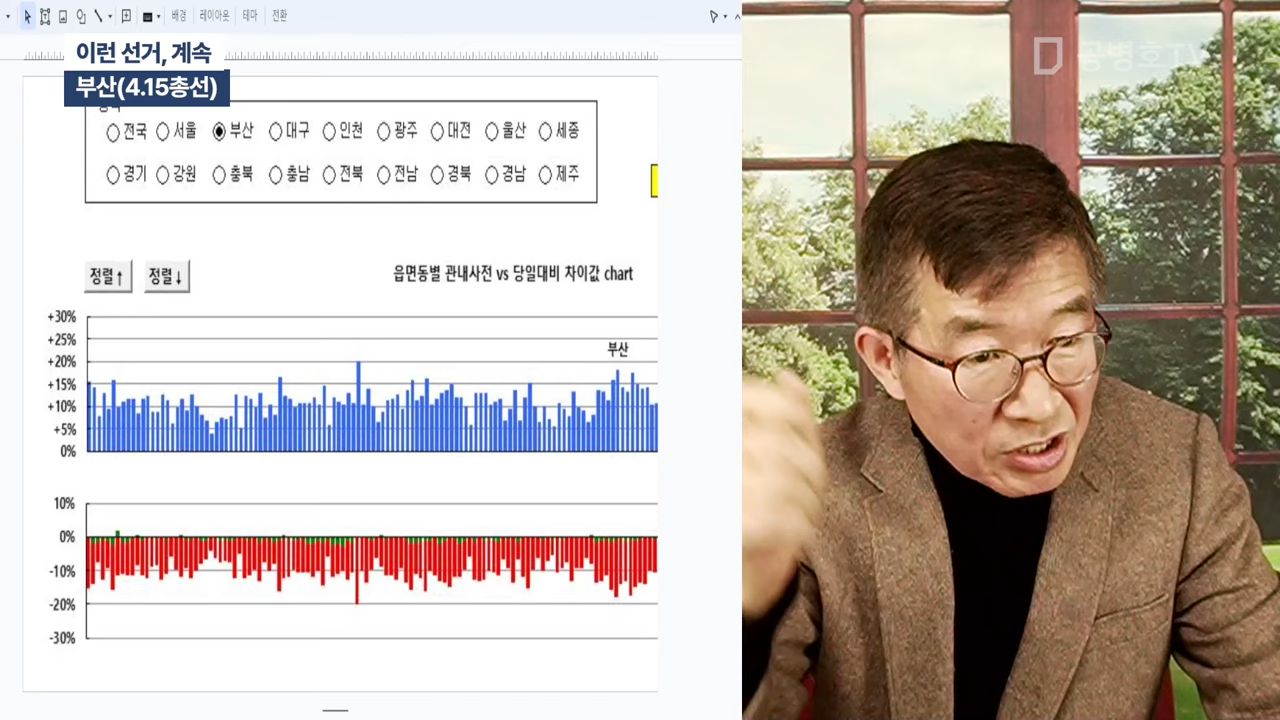 배경 레이아웃 테마 전환
이런 선거, 계속
부산(4.15총선)
공병호TV
전국 서울 부산 대구 인천 광주 대전 울산 세종
경기 강원 충북 충남 전북 전남 경북 경남 제주
정렬↑ 정렬↓
읍면동별 관내사전 vs 당일대비 차이값 chart
+30%
+25%
부산
+20%
+15%
+10%
+5%
0%
10%
0%
-10%
-20%
-30%